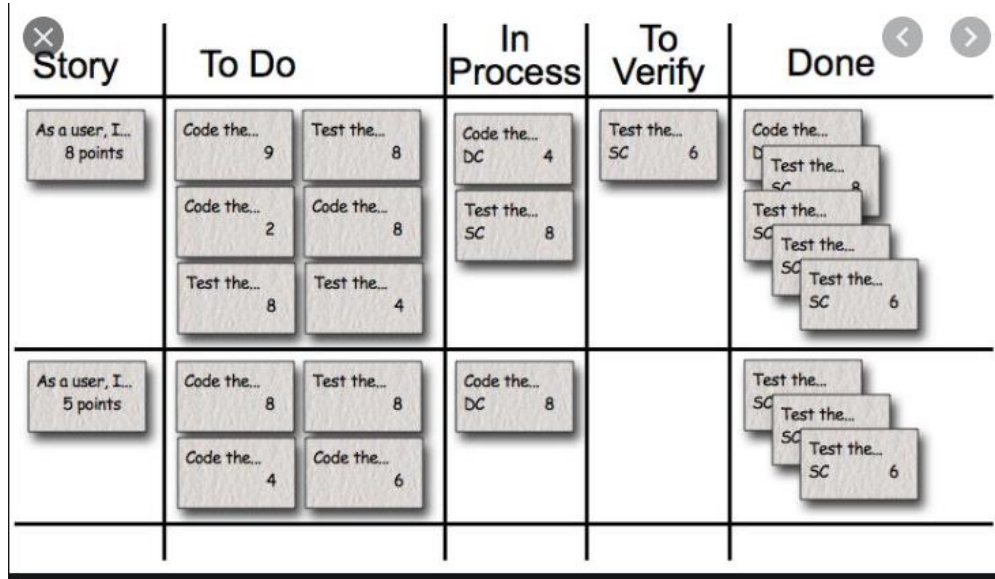 Story
To Do
In
Process
To
Verify
Done
As a user, I...
8 points
Code the...
9
Test the...
8
Code the...
2
Code the...
8
Test the...
8
Test the...
4
Code the...
DC 4
Test the...
SC 8
Test the...
SC 6
Code the...
D
Test the...
SC 8
Test the...
SC
Test the...
SC
Test the...
SC 6
As a user, I...
5 points
Code the...
8
Test the...
8
Code the...
4
Code the...
6
Code the...
DC 8
Test the...
SC
Test the...
SC
Test the...
SC 6